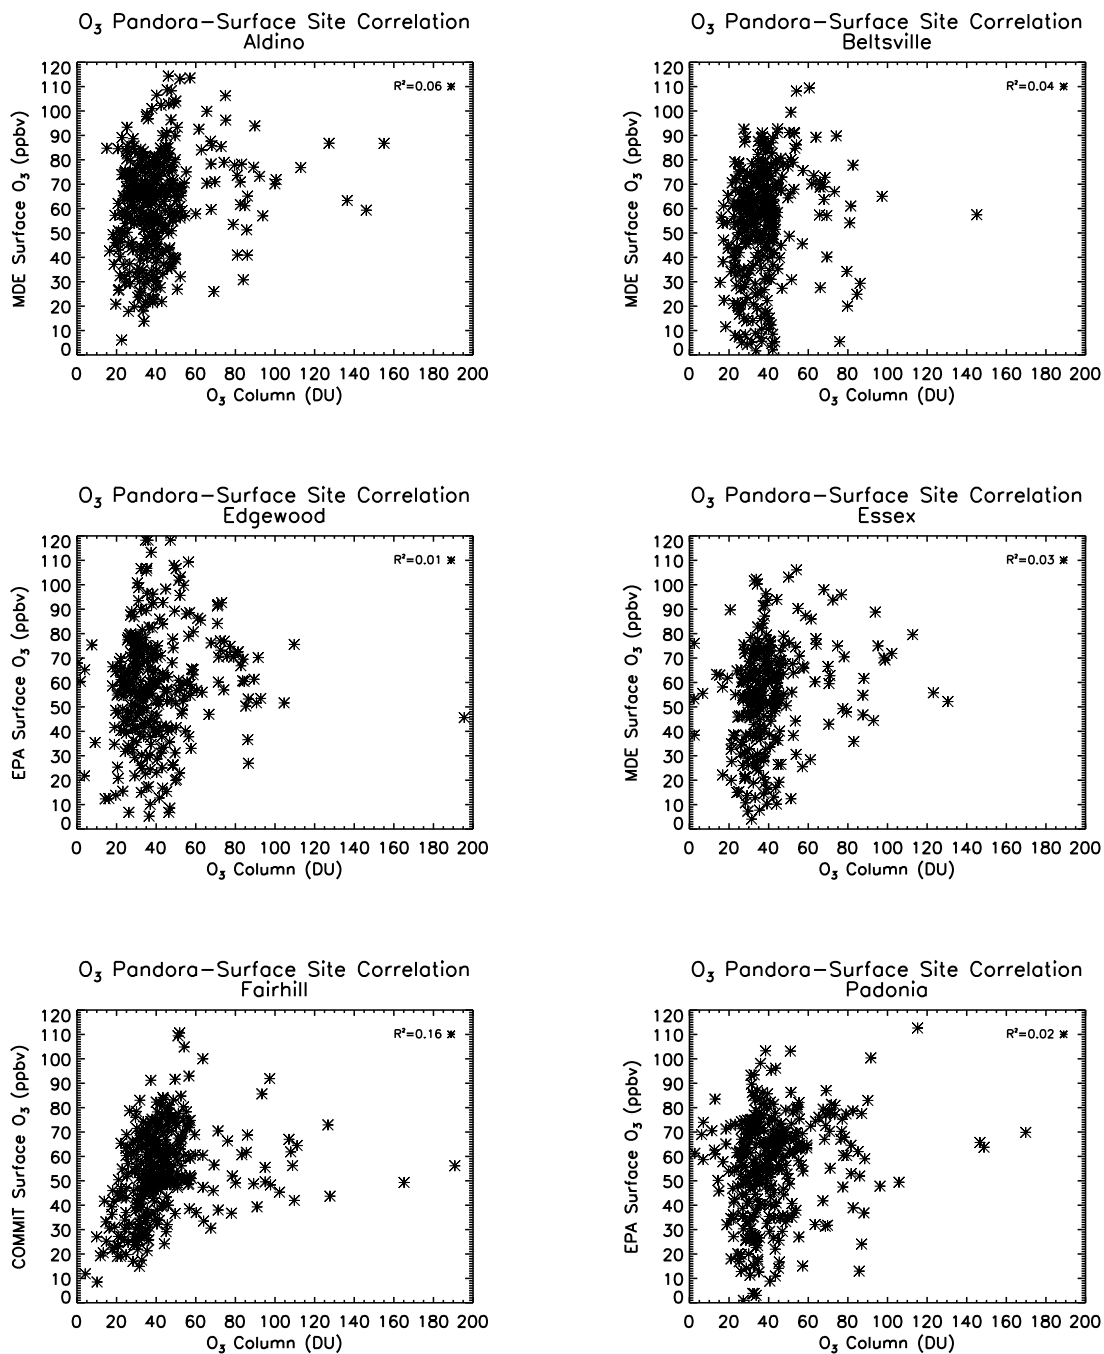 O₃ Pandora−Surface Site Correlation
Aldino
MDE Surface O₃ (ppbv)
120
110
100
90
80
70
60
50
40
30
20
10
0
R²=0.06
0 20 40 60 80 100 120 140 160 180 200
O₃ Column (DU)
O₃ Pandora−Surface Site Correlation
Beltsville
MDE Surface O₃ (ppbv)
120
110
100
90
80
70
60
50
40
30
20
10
0
R²=0.04
0 20 40 60 80 100 120 140 160 180 200
O₃ Column (DU)
O₃ Pandora−Surface Site Correlation
Edgewood
EPA Surface O₃ (ppbv)
120
110
100
90
80
70
60
50
40
30
20
10
0
R²=0.01
0 20 40 60 80 100 120 140 160 180 200
O₃ Column (DU)
O₃ Pandora−Surface Site Correlation
Essex
MDE Surface O₃ (ppbv)
120
110
100
90
80
70
60
50
40
30
20
10
0
R²=0.03
0 20 40 60 80 100 120 140 160 180 200
O₃ Column (DU)
O₃ Pandora−Surface Site Correlation
Fairhill
COMMIT Surface O₃ (ppbv)
120
110
100
90
80
70
60
50
40
30
20
10
0
R²=0.16
0 20 40 60 80 100 120 140 160 180 200
O₃ Column (DU)
O₃ Pandora−Surface Site Correlation
Padonia
EPA Surface O₃ (ppbv)
120
110
100
90
80
70
60
50
40
30
20
10
0
R²=0.02
0 20 40 60 80 100 120 140 160 180 200
O₃ Column (DU)